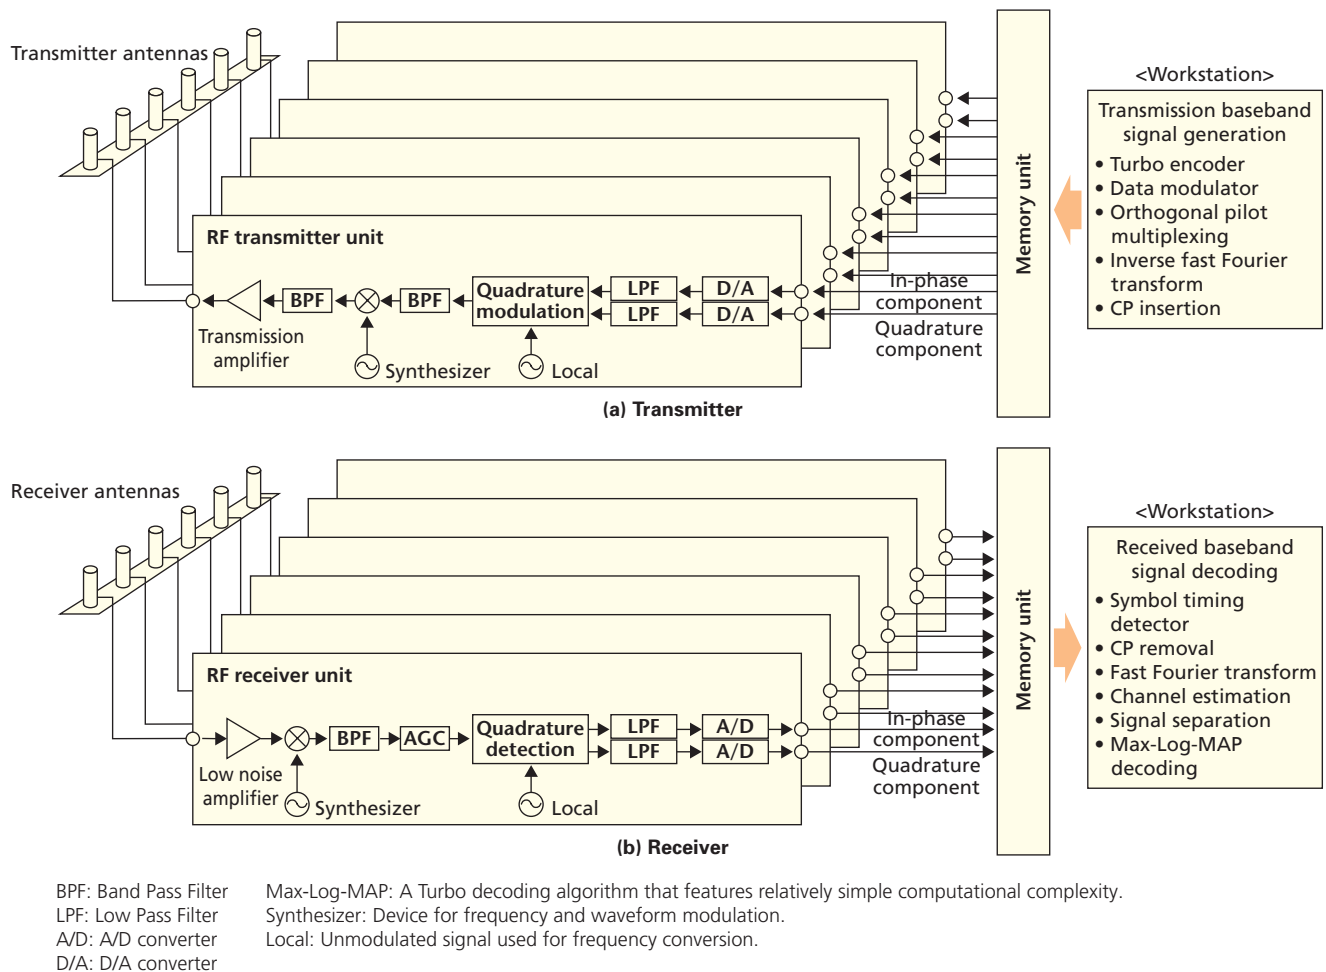 Transmitter antennas
<Workstation>
Transmission baseband
signal generation
• Turbo encoder
• Data modulator
• Orthogonal pilot
multiplexing
• Inverse fast Fourier
transform
• CP insertion
Memory unit
RF transmitter unit
In-phase
component
Quadrature
component
BPF
BPF
Quadrature
modulation
LPF
D/A
LPF
D/A
Transmission
amplifier
Synthesizer
Local
(a) Transmitter
Receiver antennas
<Workstation>
Received baseband
signal decoding
• Symbol timing
detector
• CP removal
• Fast Fourier transform
• Channel estimation
• Signal separation
• Max-Log-MAP
decoding
Memory unit
RF receiver unit
In-phase
component
Quadrature
component
BPF
AGC
Quadrature
detection
LPF
A/D
LPF
A/D
Low noise
amplifier
Synthesizer
Local
(b) Receiver
BPF: Band Pass Filter
LPF: Low Pass Filter
A/D: A/D converter
D/A: D/A converter
Max-Log-MAP: A Turbo decoding algorithm that features relatively simple computational complexity.
Synthesizer: Device for frequency and waveform modulation.
Local: Unmodulated signal used for frequency conversion.